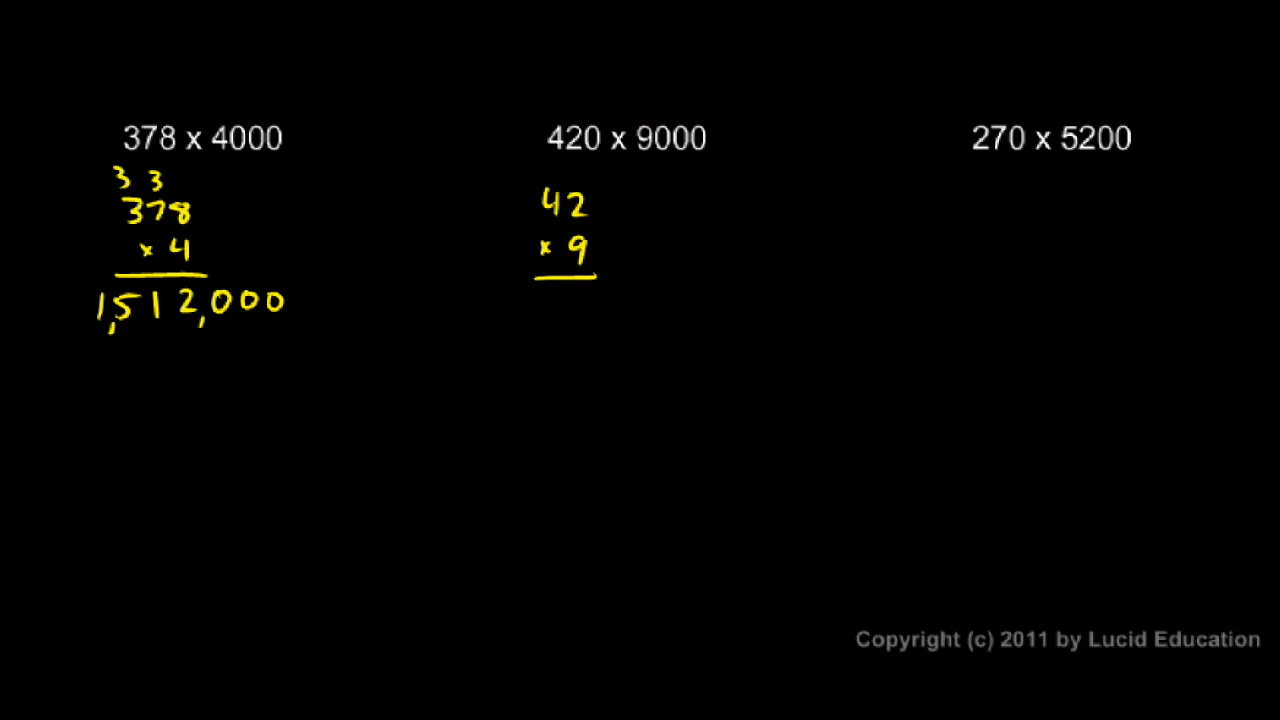 378 x 4000
3 3
378
x 4
1,512,000
420 x 9000
42
x 9
270 x 5200
Copyright (c) 2011 by Lucid Education